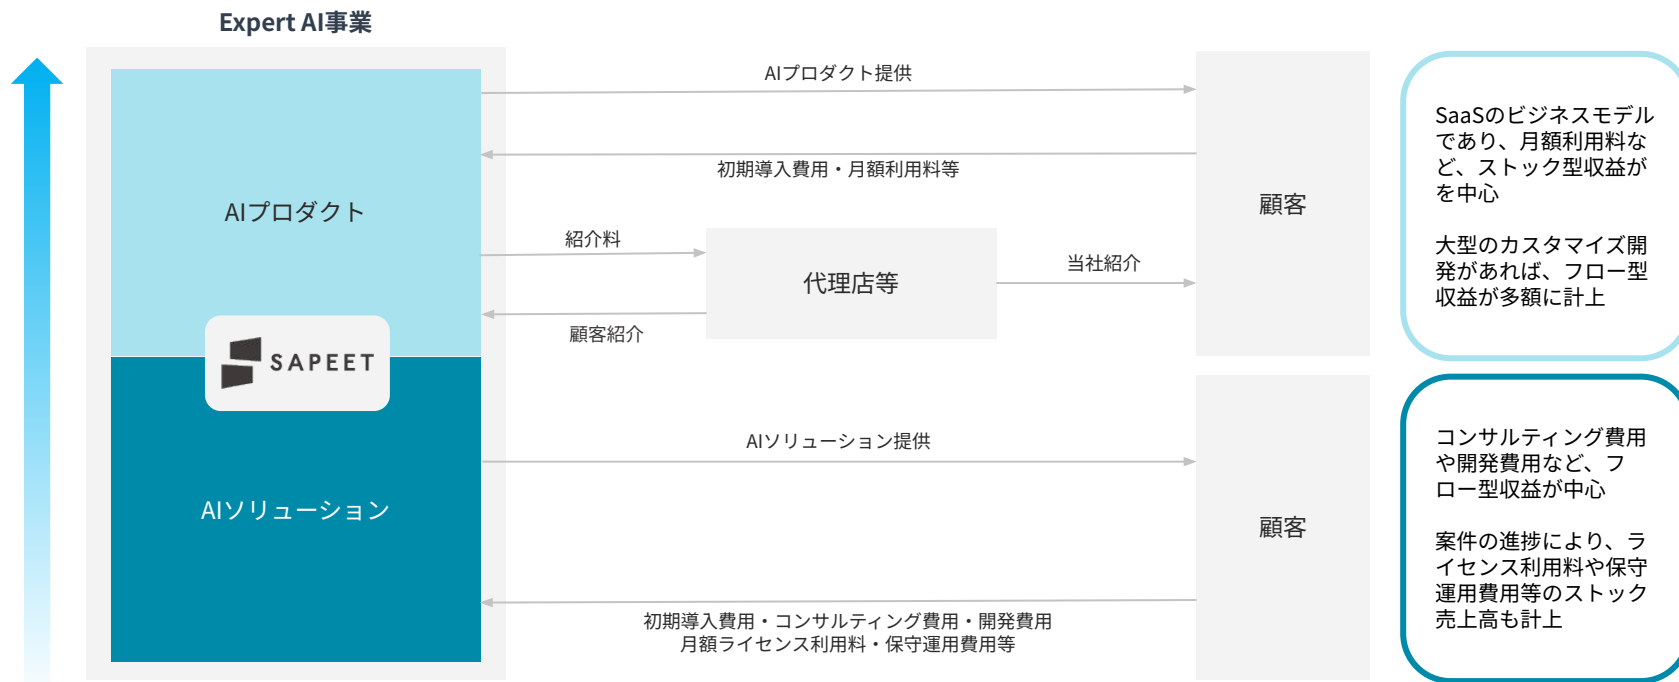 Expert AI事業
AIプロダクト
SAPEET
AIソリューション
AIプロダクト提供
初期導入費用・月額利用料等
紹介料
代理店等
当社紹介
顧客紹介
顧客
AIソリューション提供
初期導入費用・コンサルティング費用・開発費用
月額ライセンス利用料・保守運用費用等
顧客
SaaSのビジネスモデル
であり、月額利用料な
ど、ストック型収益が
を中心
大型のカスタマイズ開
発があれば、フロー型
収益が多額に計上
コンサルティング費用
や開発費用など、フ
ロー型収益が中心
案件の進捗により、ラ
イセンス利用料や保守
運用費用等のストック
売上高も計上